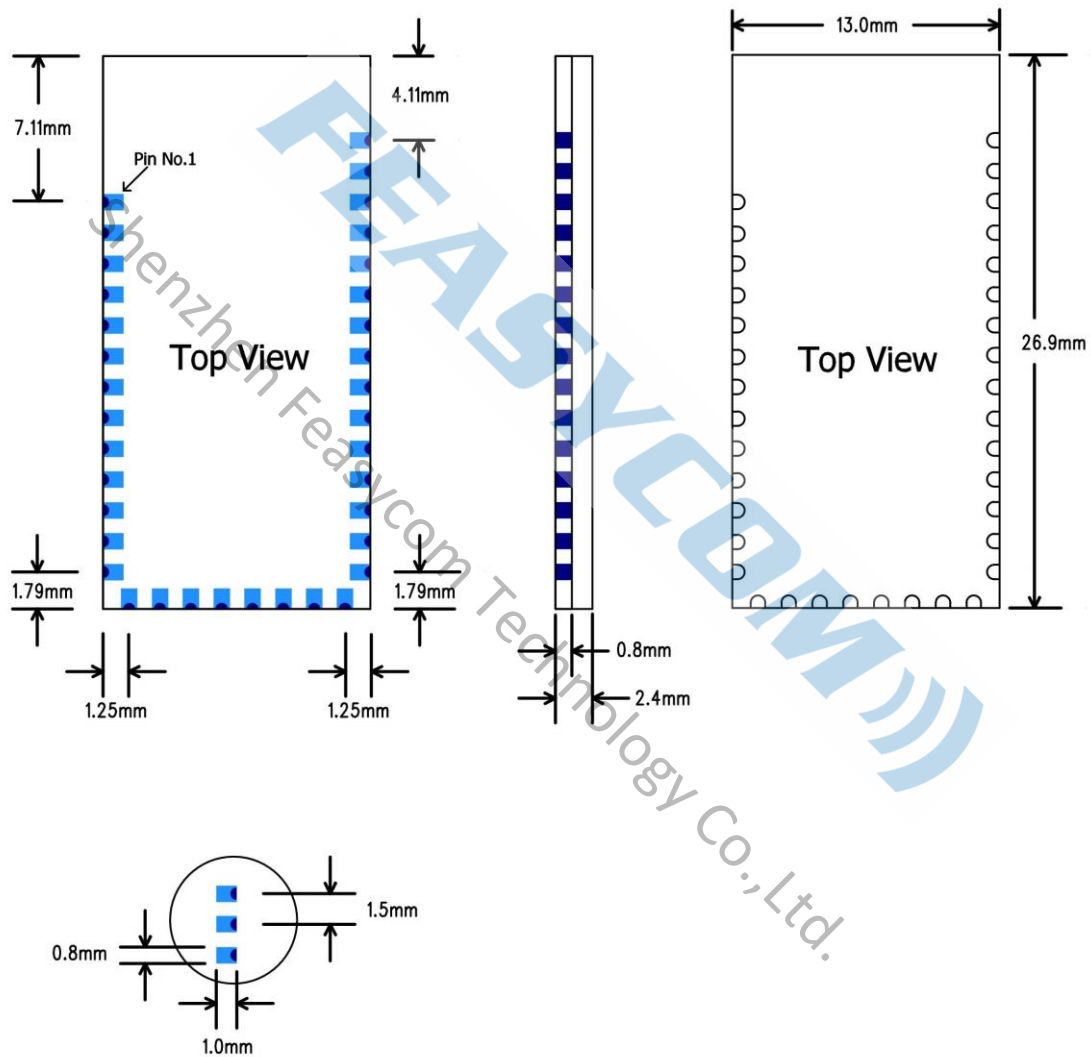 13.0mm
4.11mm
7.11mm
Pin No.1
FEASYCOM
Shenzhen Feasycom Technology Co.,Ltd.
26.9mm
Top View
Top View
1.79mm
1.79mm
0.8mm
2.4mm
1.25mm
1.25mm
1.5mm
0.8mm
1.0mm